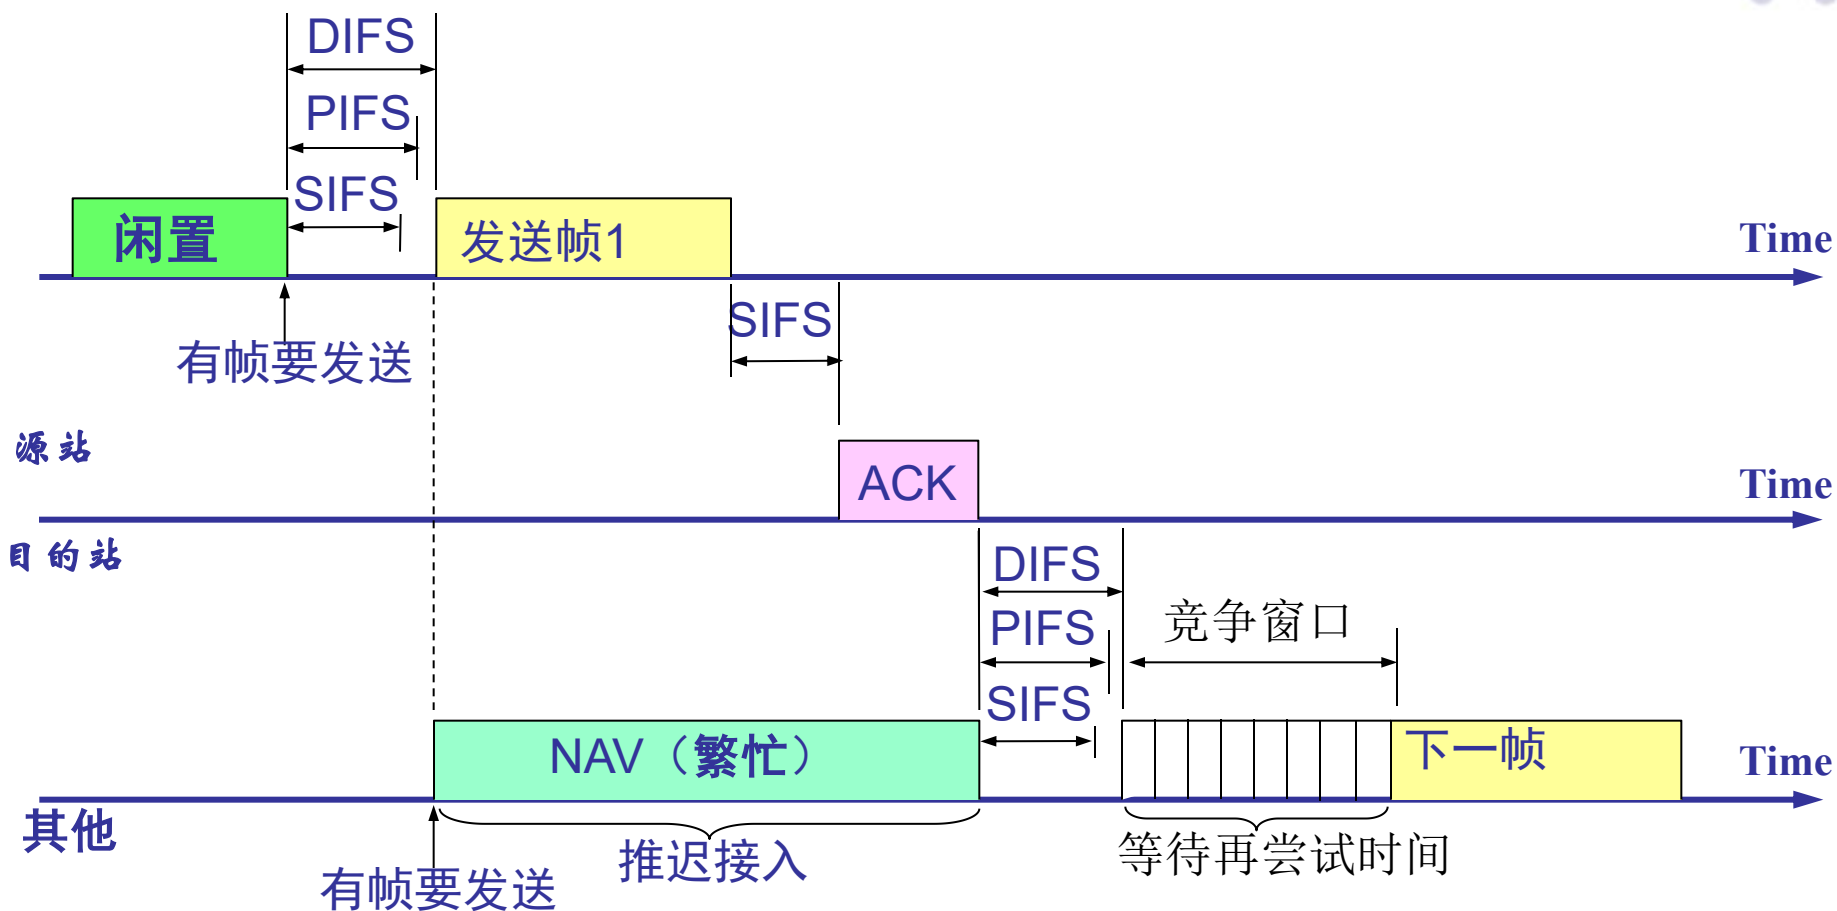 DIFS
PIFS
SIFS
闲置
发送帧1
Time
SIFS
有帧要发送
源站
ACK
Time
目的站
DIFS
PIFS
竞争窗口
SIFS
NAV（繁忙）
下一帧
Time
其他
推迟接入
等待再尝试时间
有帧要发送